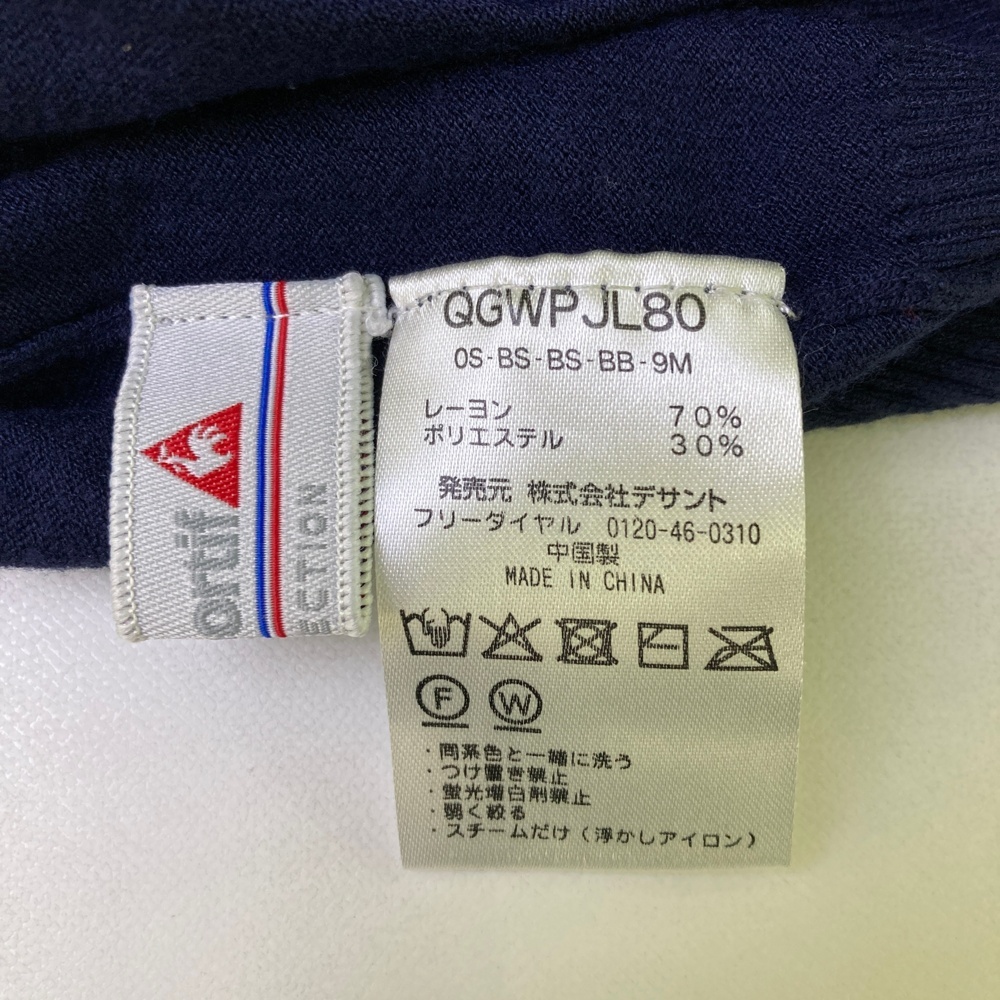 ortif
ECTION
QGWPJL80
OS-BS-BS-BB-9M
レーヨン 70%
ポリエステル 30%
発売元 株式会社デサント
フリーダイヤル 0120-46-0310
中国製
MADE IN CHINA
F W
・同系色と一緒に洗う
・つけ置き禁止
・蛍光増白剤禁止
・弱く絞る
・スチームだけ(浮かしアイロン)